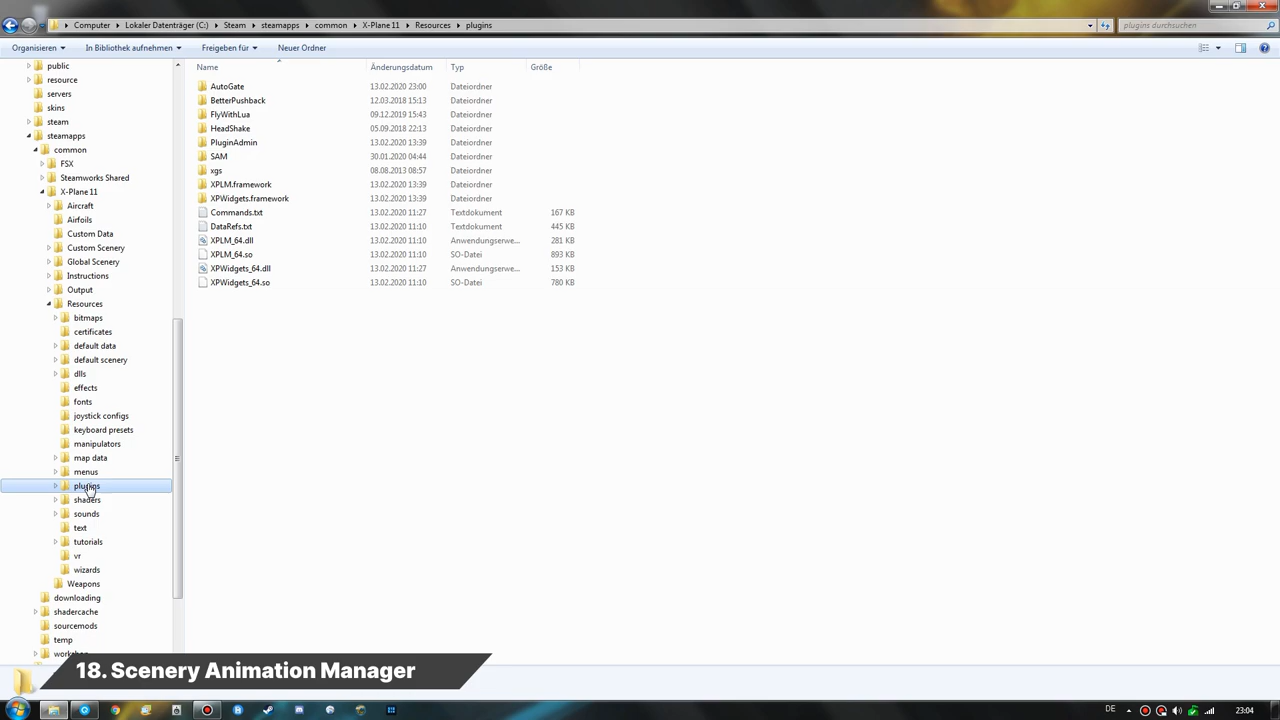 Computer ▸ Lokaler Datenträger (C:) ▸ Steam ▸ steamapps ▸ common ▸ X-Plane 11 ▸ Resources ▸ plugins
plugins durchsuchen
Organisieren In Bibliothek aufnehmen Freigeben für Neuer Ordner
public
resource
servers
skins
steam
steamapps
common
FSX
Steamworks Shared
X-Plane 11
Aircraft
Airfoils
Custom Data
Custom Scenery
Global Scenery
Instructions
Output
Resources
bitmaps
certificates
default data
default scenery
dlls
effects
fonts
joystick configs
keyboard presets
manipulators
map data
menus
plugins
shaders
sounds
text
tutorials
vr
wizards
Weapons
downloading
shadercache
sourcemods
temp
Name Änderungsdatum Typ Größe
AutoGate 13.02.2020 23:00 Dateiordner
BetterPushback 12.03.2018 15:13 Dateiordner
FlyWithLua 09.12.2019 15:43 Dateiordner
HeadShake 05.09.2018 22:13 Dateiordner
PluginAdmin 13.02.2020 13:39 Dateiordner
SAM 30.01.2020 04:44 Dateiordner
xgs 08.08.2013 08:57 Dateiordner
XPLM.framework 13.02.2020 13:39 Dateiordner
XPWidgets.framework 13.02.2020 13:39 Dateiordner
Commands.txt 13.02.2020 11:27 Textdokument 167 KB
DataRefs.txt 13.02.2020 11:10 Textdokument 445 KB
XPLM_64.dll 13.02.2020 11:10 Anwendungserwe... 281 KB
XPLM_64.so 13.02.2020 11:10 SO-Datei 893 KB
XPWidgets_64.dll 13.02.2020 11:27 Anwendungserwe... 153 KB
XPWidgets_64.so 13.02.2020 11:10 SO-Datei 780 KB
18. Scenery Animation Manager
DE 23:04